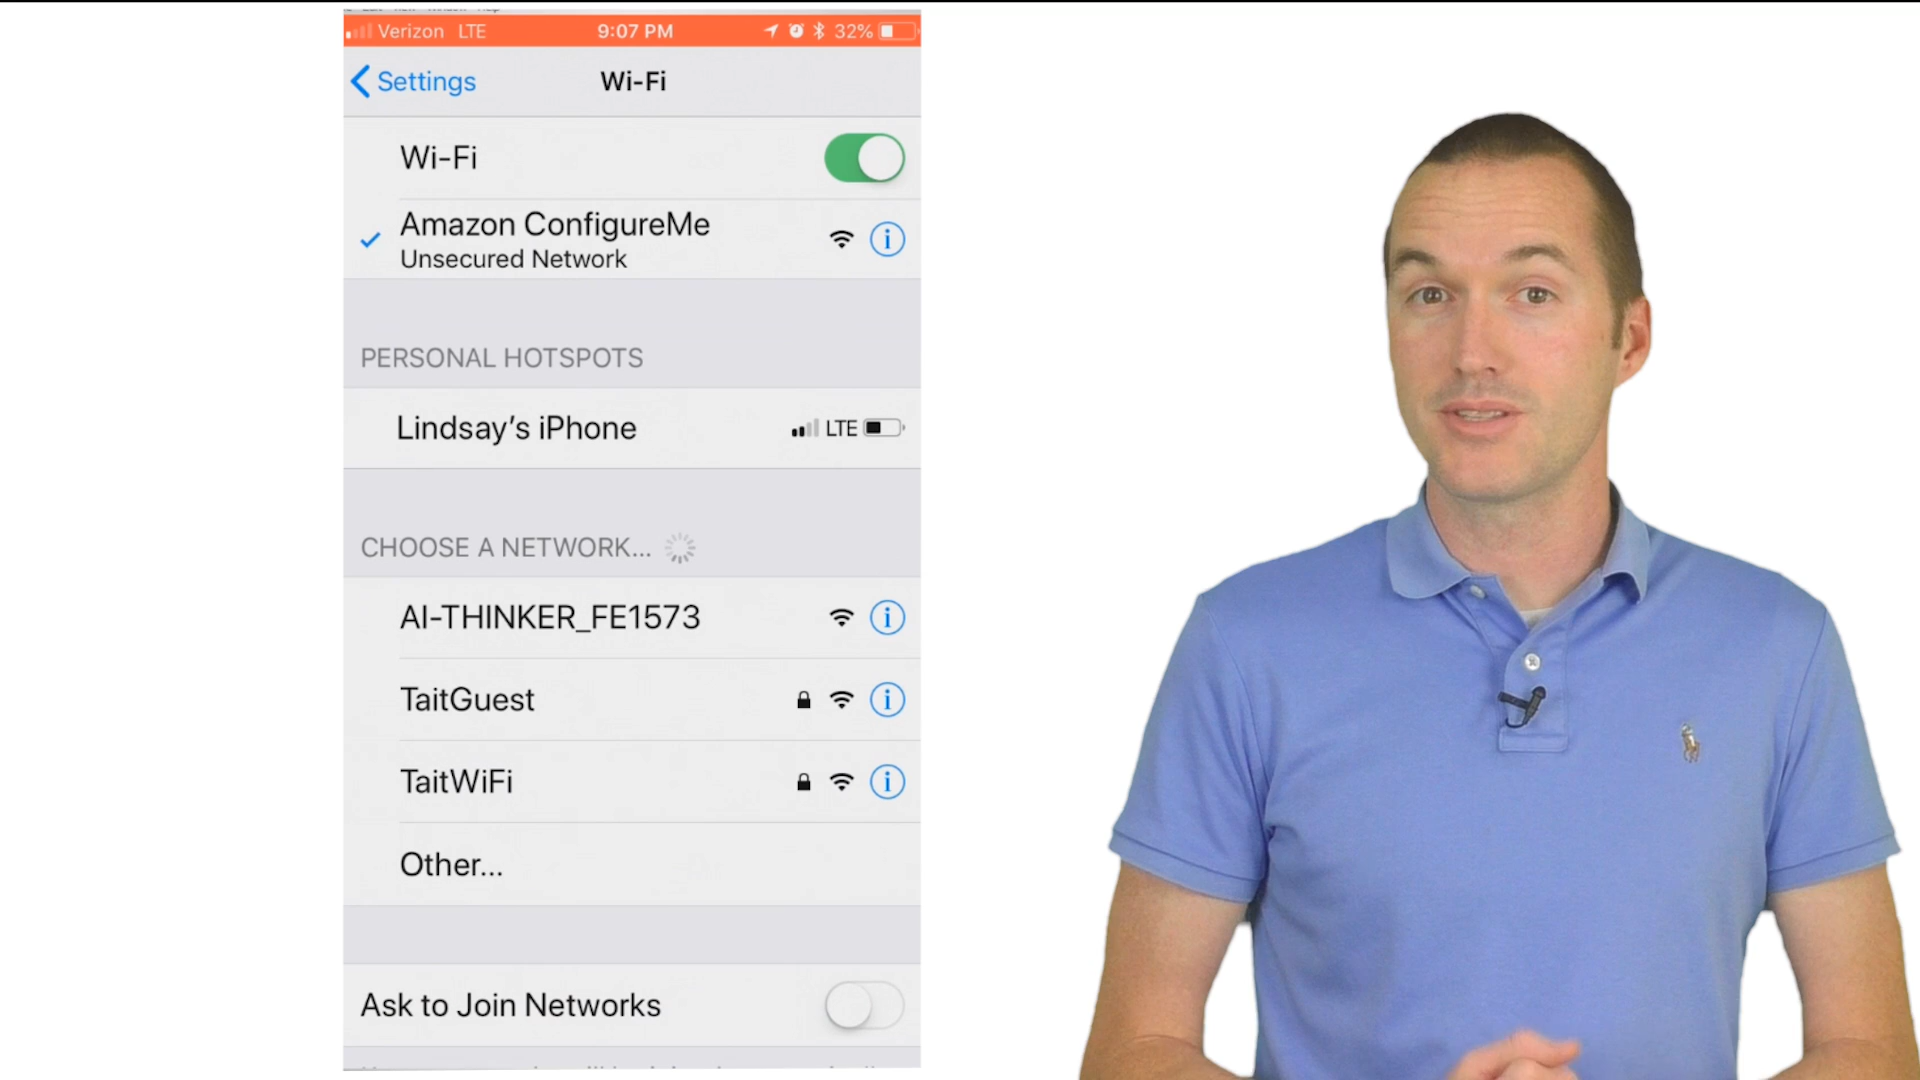 Verizon LTE 9:07 PM 32%
Settings Wi-Fi
Wi-Fi
Amazon ConfigureMe
Unsecured Network
PERSONAL HOTSPOTS
Lindsay's iPhone LTE
CHOOSE A NETWORK...
AI-THINKER_FE1573
TaitGuest
TaitWiFi
Other...
Ask to Join Networks